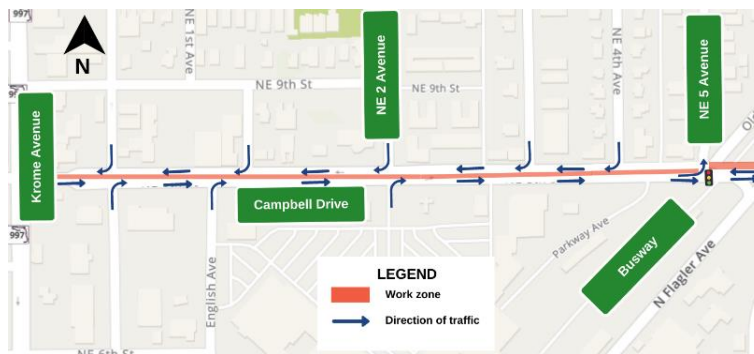 997
N
NE 1st Ave
NE 2 Avenue
NE 4th Ave
NE 5 Avenue
NE 9th St
NE 9th St
Krome Avenue
Campbell Drive
997
English Ave
Parkway Ave
Busway
N Flagler Ave
LEGEND
Work zone
Direction of traffic
NE 6th St